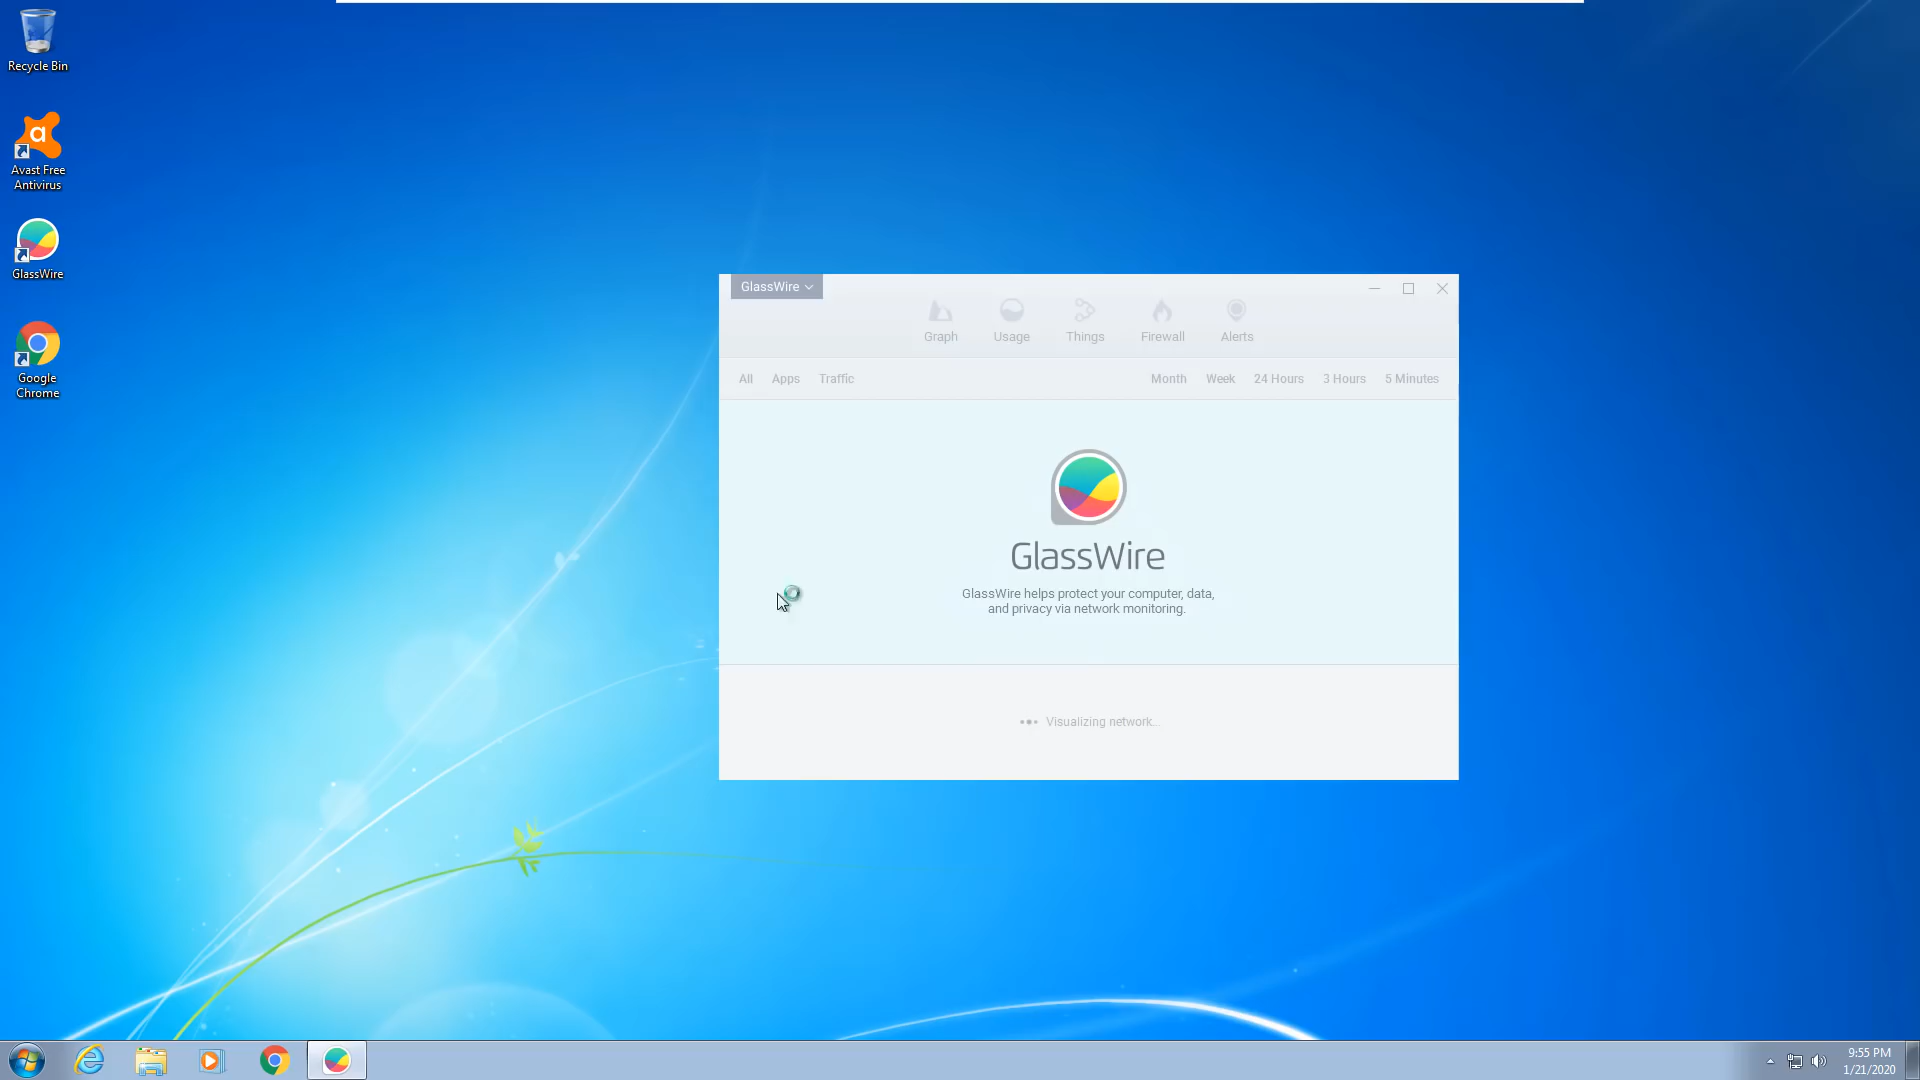 Recycle Bin
Avast Free
Antivirus
GlassWire
Google
Chrome
GlassWire
Graph
Usage
Things
Firewall
Alerts
All
Apps
Traffic
Month
Week
24 Hours
3 Hours
5 Minutes
GlassWire
GlassWire helps protect your computer, data,
and privacy via network monitoring.
Visualizing network...
9:55 PM
1/21/2020